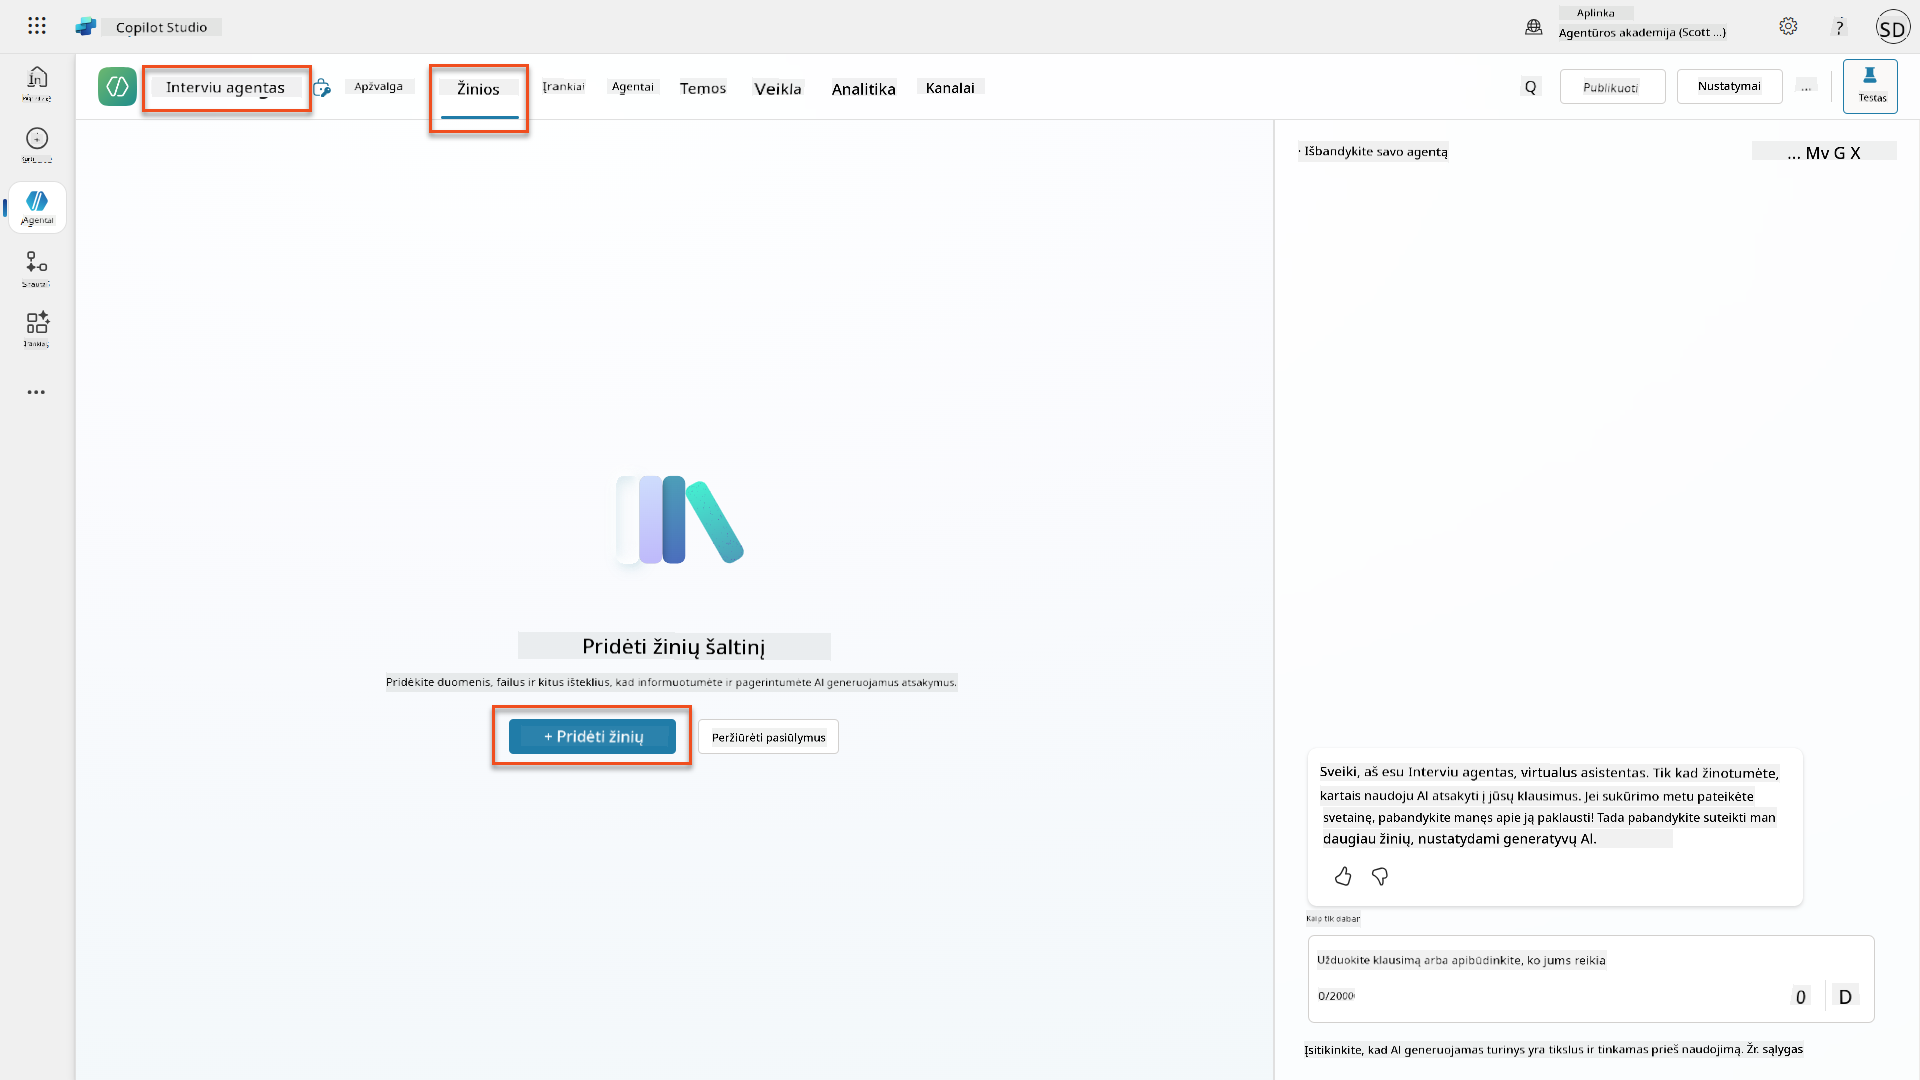 Copilot Studio
Aplinka
Agentūros akademija (Scott ...)
?
SD
Interviu agentas
Apžvalga
Žinios
Įrankiai
Agentai
Temos
Veikla
Analitika
Kanalai
Q
Publikuoti
Nustatymai
...
Testas
Agentai
· Išbandykite savo agentą
... Mv G X
Pridėti žinių šaltinį
Pridėkite duomenis, failus ir kitus išteklius, kad informuotumėte ir pagerintumėte AI generuojamus atsakymus.
+ Pridėti žinių
Peržiūrėti pasiūlymus
Sveiki, aš esu Interviu agentas, virtualus asistentas. Tik kad žinotumėte,
kartais naudoju AI atsakyti į jūsų klausimus. Jei sukūrimo metu pateikėte
svetainę, pabandykite manęs apie ją paklausti! Tada pabandykite suteikti man
daugiau žinių, nustatydami generatyvų AI.
Kaip tik dabar
Užduokite klausimą arba apibūdinkite, ko jums reikia
0/2000
0
D
Įsitikinkite, kad AI generuojamas turinys yra tikslus ir tinkamas prieš naudojimą. Žr. sąlygas